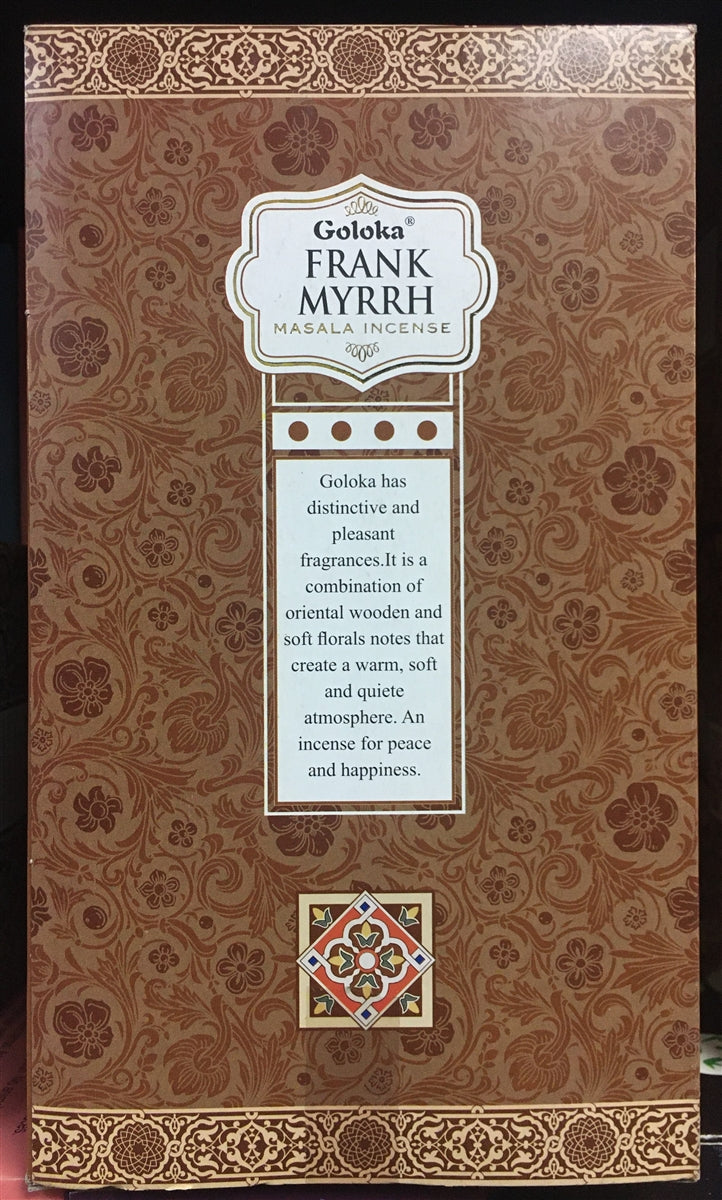 Goloka®
FRANK
MYRRH
MASALA INCENSE
Goloka has
distinctive and
pleasant
fragrances.It is a
combination of
oriental wooden and
soft florals notes that
create a warm, soft
and quiete
atmosphere. An
incense for peace
and happiness.